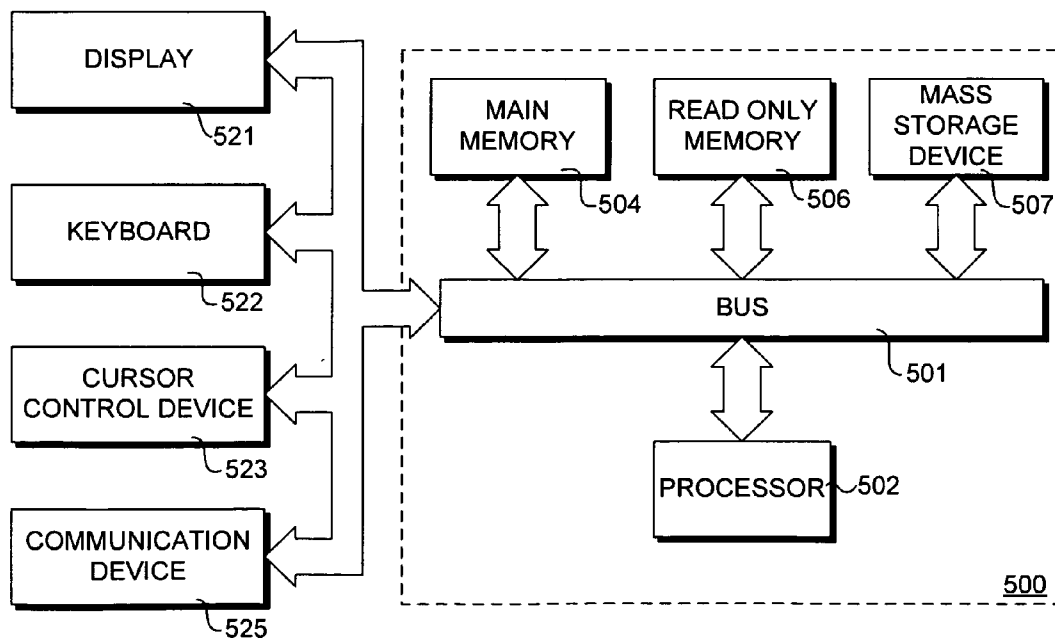 DISPLAY
521
KEYBOARD
522
CURSOR
CONTROL DEVICE
523
COMMUNICATION
DEVICE
525
MAIN
MEMORY
504
READ ONLY
MEMORY
506
MASS
STORAGE
DEVICE
507
BUS
501
PROCESSOR
502
500